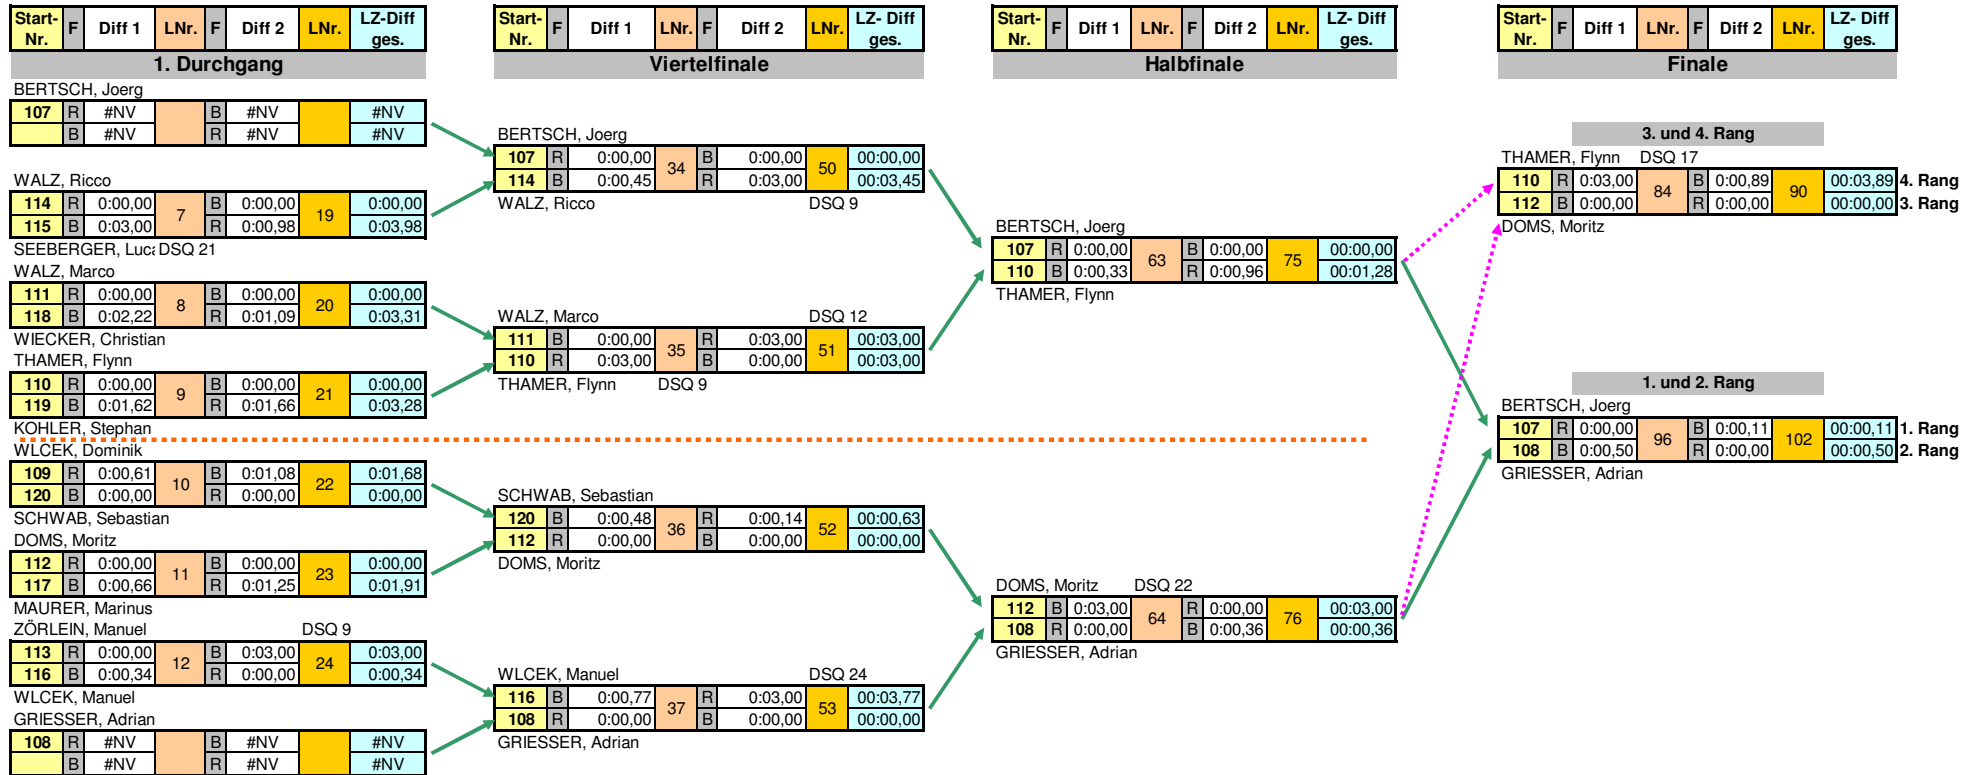 Start-Nr. F Diff 1 LNr. F Diff 2 LNr. LZ-Diff ges.
1. Durchgang
BERTSCH, Joerg
107 R #NV B #NV #NV
B #NV R #NV #NV
WALZ, Ricco
114 R 0:00,00 7 B 0:00,00 19 0:00,00
115 B 0:03,00 R 0:00,98 0:03,98
SEEBERGER, Luca DSQ 21
WALZ, Marco
111 R 0:00,00 8 B 0:00,00 20 0:00,00
118 B 0:02,22 R 0:01,09 0:03,31
WIECKER, Christian
THAMER, Flynn
110 R 0:00,00 9 B 0:00,00 21 0:00,00
119 B 0:01,62 R 0:01,66 0:03,28
KOHLER, Stephan
WLCEK, Dominik
109 R 0:00,61 10 B 0:01,08 22 0:01,68
120 B 0:00,00 R 0:00,00 0:00,00
SCHWAB, Sebastian
DOMS, Moritz
112 R 0:00,00 11 B 0:00,00 23 0:00,00
117 B 0:00,66 R 0:01,25 0:01,91
MAURER, Marinus
ZÖRLEIN, Manuel DSQ 9
113 R 0:00,00 12 B 0:03,00 24 0:03,00
116 B 0:00,34 R 0:00,00 0:00,34
WLCEK, Manuel
GRIESSER, Adrian
108 R #NV B #NV #NV
B #NV R #NV #NV
Start-Nr. F Diff 1 LNr. F Diff 2 LNr. LZ- Diff ges.
Viertelfinale
BERTSCH, Joerg
107 R 0:00,00 34 B 0:00,00 50 00:00,00
114 B 0:00,45 R 0:03,00 00:03,45
WALZ, Ricco DSQ 9
WALZ, Marco DSQ 12
111 B 0:00,00 35 R 0:03,00 51 00:03,00
110 R 0:03,00 B 0:00,00 00:03,00
THAMER, Flynn DSQ 9
SCHWAB, Sebastian
120 B 0:00,48 36 R 0:00,14 52 00:00,63
112 R 0:00,00 B 0:00,00 00:00,00
DOMS, Moritz
WLCEK, Manuel DSQ 24
116 B 0:00,77 37 R 0:03,00 53 00:03,77
108 R 0:00,00 B 0:00,00 00:00,00
GRIESSER, Adrian
Start-Nr. F Diff 1 LNr. F Diff 2 LNr. LZ- Diff ges.
Halbfinale
BERTSCH, Joerg
107 R 0:00,00 63 B 0:00,00 75 00:00,00
110 B 0:00,33 R 0:00,96 00:01,28
THAMER, Flynn
DOMS, Moritz DSQ 22
112 B 0:03,00 64 R 0:00,00 76 00:03,00
108 R 0:00,00 B 0:00,36 00:00,36
GRIESSER, Adrian
Start-Nr. F Diff 1 LNr. F Diff 2 LNr. LZ- Diff ges.
Finale
3. und 4. Rang
THAMER, Flynn DSQ 17
110 R 0:03,00 84 B 0:00,89 90 00:03,89 4. Rang
112 B 0:00,00 R 0:00,00 00:00,00 3. Rang
DOMS, Moritz
1. und 2. Rang
BERTSCH, Joerg
107 R 0:00,00 96 B 0:00,11 102 00:00,11 1. Rang
108 B 0:00,50 R 0:00,00 00:00,50 2. Rang
GRIESSER, Adrian